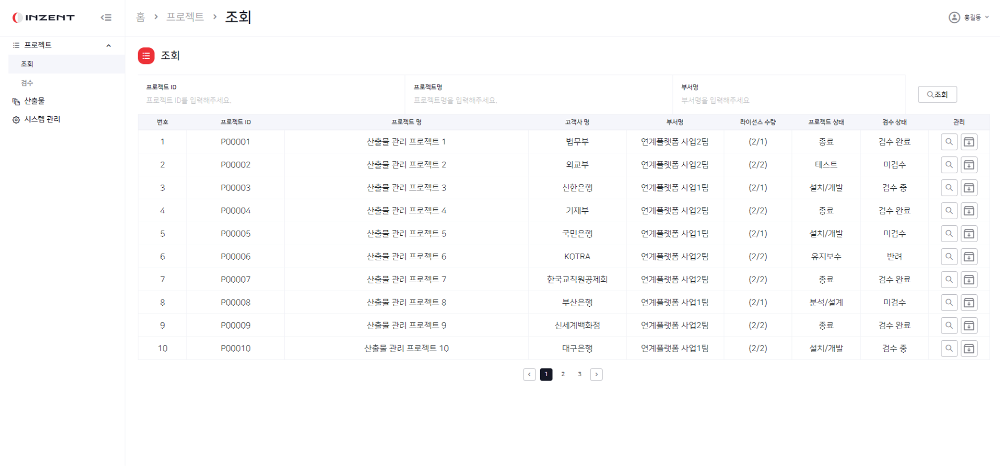 INZENT
홈 > 프로젝트 > 조회
홍길동
프로젝트
조회
검수
산출물
시스템 관리
조회
프로젝트 ID
프로젝트 ID를 입력해주세요.
프로젝트명
프로젝트명을 입력해주세요.
부서명
부서명을 입력해주세요
조회
번호 프로젝트 ID 프로젝트 명 고객사 명 부서명 라이선스 수량 프로젝트 상태 검수 상태 관리
1 P00001 산출물 관리 프로젝트 1 법무부 연계플랫폼 사업2팀 (2/1) 종료 검수 완료
2 P00002 산출물 관리 프로젝트 2 외교부 연계플랫폼 사업2팀 (2/2) 테스트 미검수
3 P00003 산출물 관리 프로젝트 3 신한은행 연계플랫폼 사업1팀 (2/1) 설치/개발 검수 중
4 P00004 산출물 관리 프로젝트 4 기재부 연계플랫폼 사업2팀 (2/2) 종료 검수 완료
5 P00005 산출물 관리 프로젝트 5 국민은행 연계플랫폼 사업1팀 (2/1) 설치/개발 미검수
6 P00006 산출물 관리 프로젝트 6 KOTRA 연계플랫폼 사업2팀 (2/2) 유지보수 반려
7 P00007 산출물 관리 프로젝트 7 한국교직원공제회 연계플랫폼 사업2팀 (2/2) 종료 검수 완료
8 P00008 산출물 관리 프로젝트 8 부산은행 연계플랫폼 사업1팀 (2/1) 분석/설계 미검수
9 P00009 산출물 관리 프로젝트 9 신세계백화점 연계플랫폼 사업2팀 (2/2) 종료 검수 완료
10 P00010 산출물 관리 프로젝트 10 대구은행 연계플랫폼 사업1팀 (2/2) 설치/개발 검수 중
< 1 2 3 >